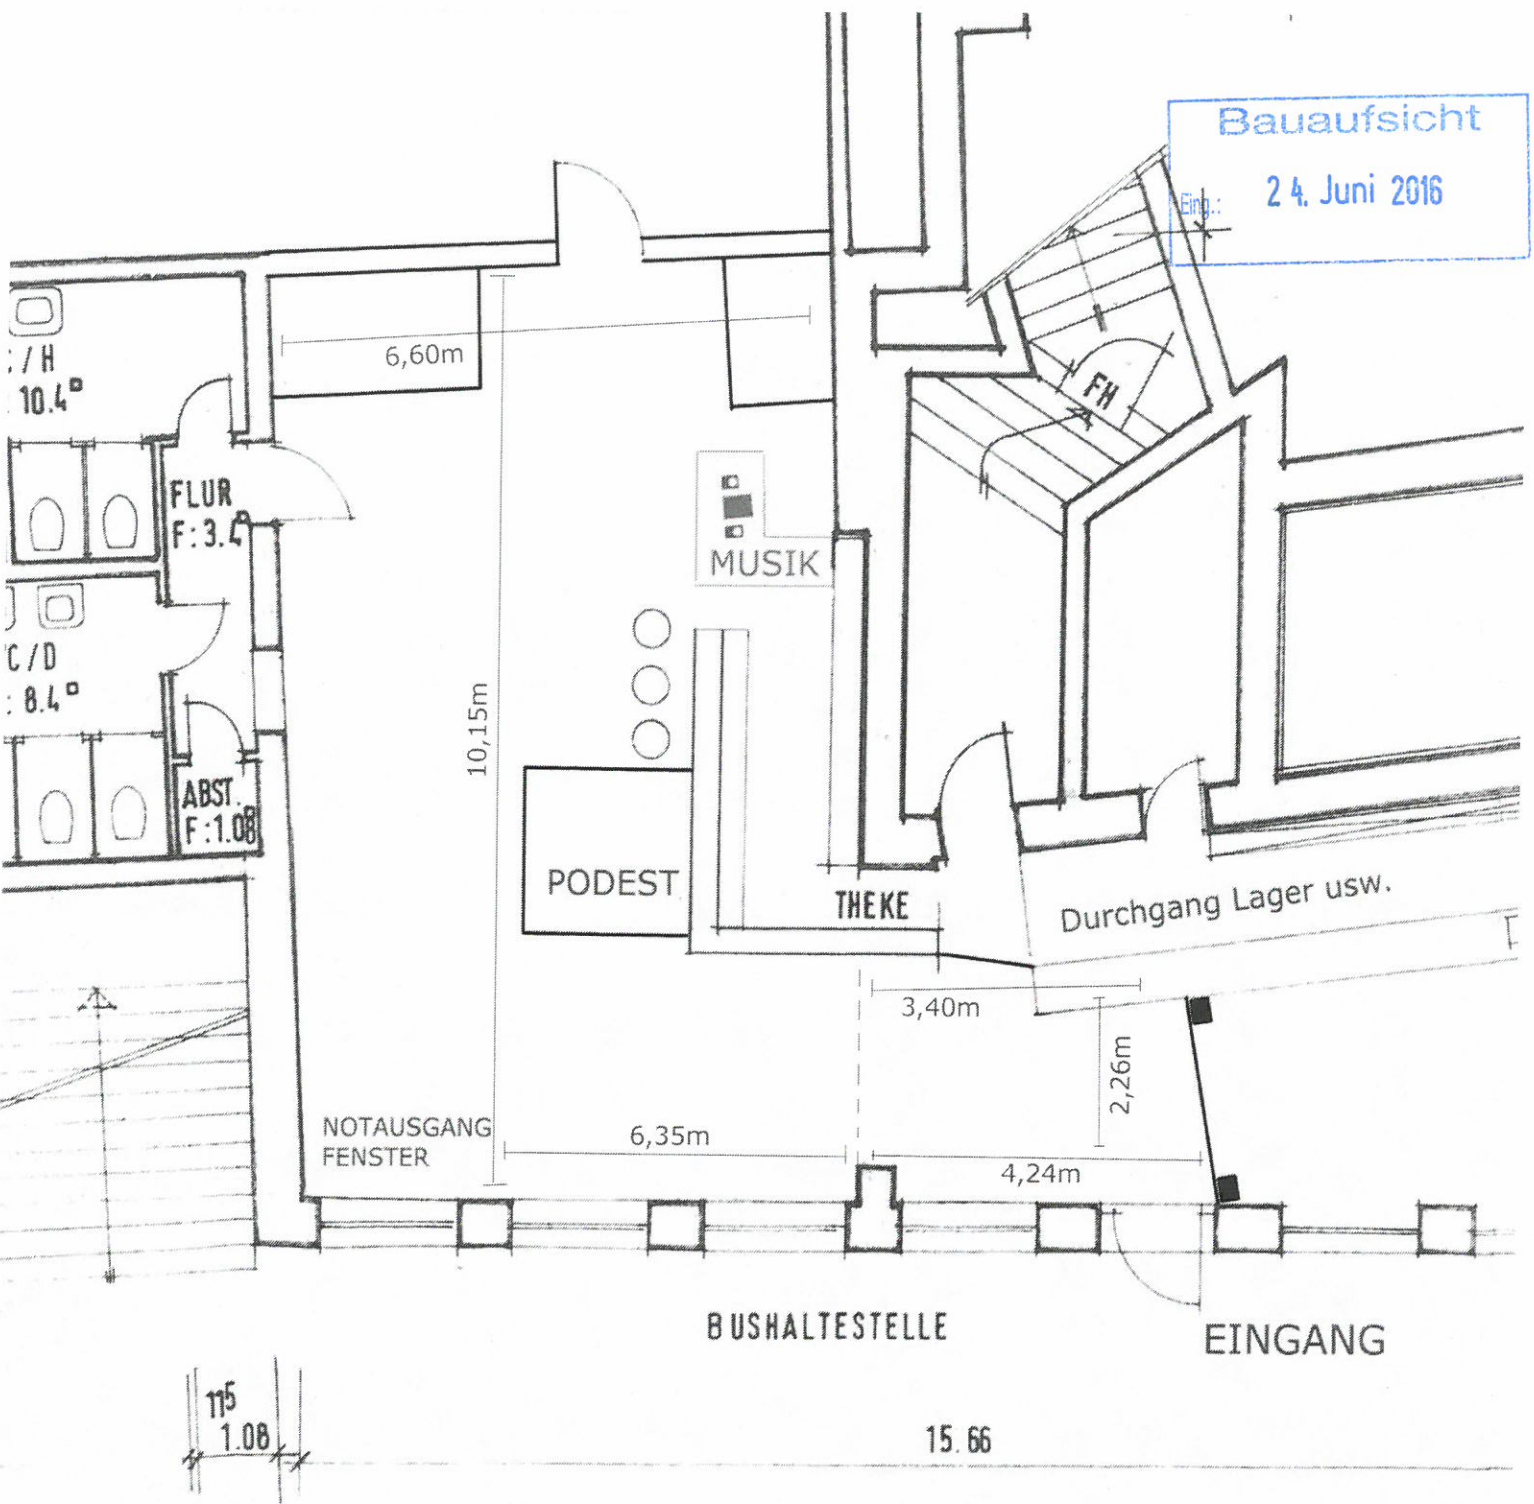 Bauaufsicht
Eing.: 24. Juni 2016
6,60m
/H
10.4
FH
FLUR
F:3.4
MUSIK
C/D
: 8.4
10,15m
ABST.
F:1.08
PODEST
THEKE
Durchgang Lager usw.
3,40m
2,26m
NOTAUSGANG
FENSTER
6,35m
4,24m
BUSHALTESTELLE
EINGANG
11⁵
1.08
15.66